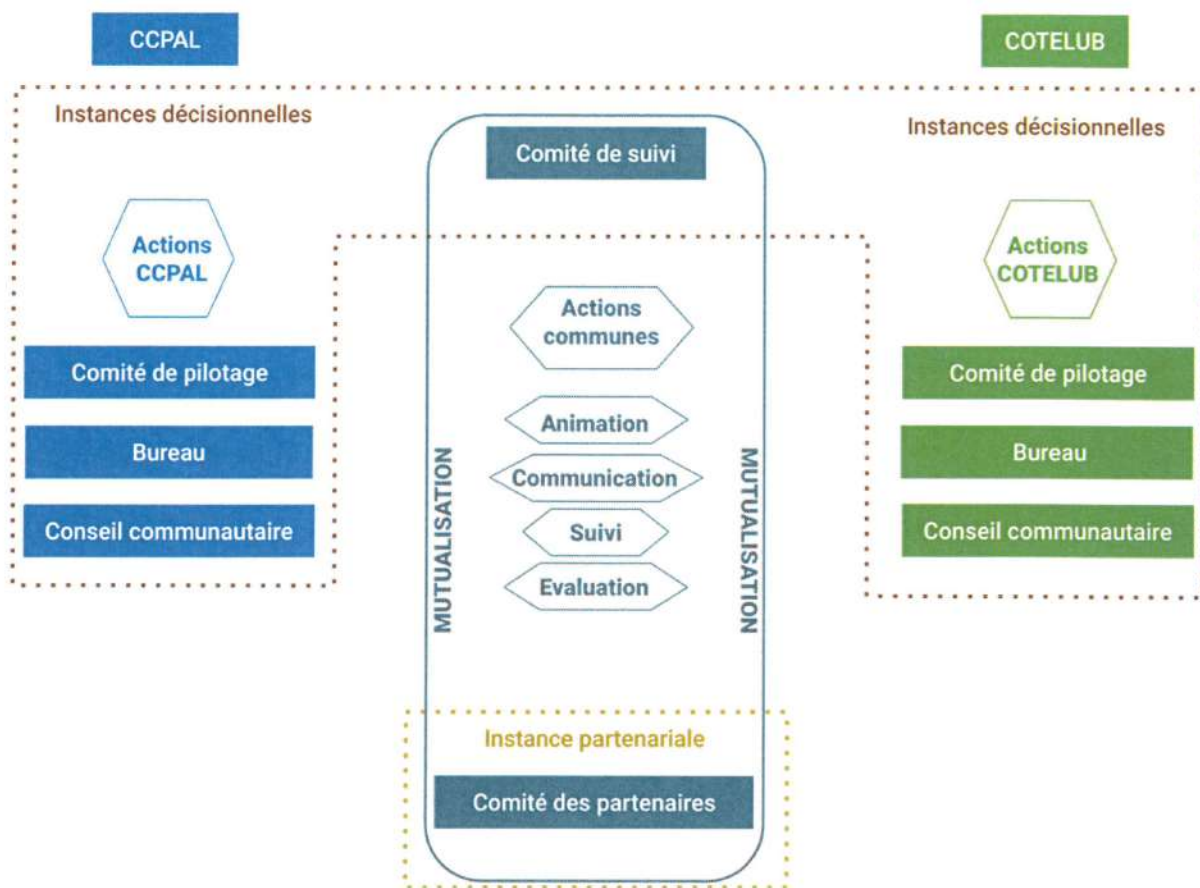 CCPAL
COTELUB
Instances décisionnelles
Instances décisionnelles
Comité de suivi
Actions
CCPAL
Actions
COTELUB
Actions
communes
Comité de pilotage
Comité de pilotage
Animation
Bureau
Bureau
Communication
MUTUALISATION
MUTUALISATION
Conseil communautaire
Suivi
Conseil communautaire
Evaluation
Instance partenariale
Comité des partenaires